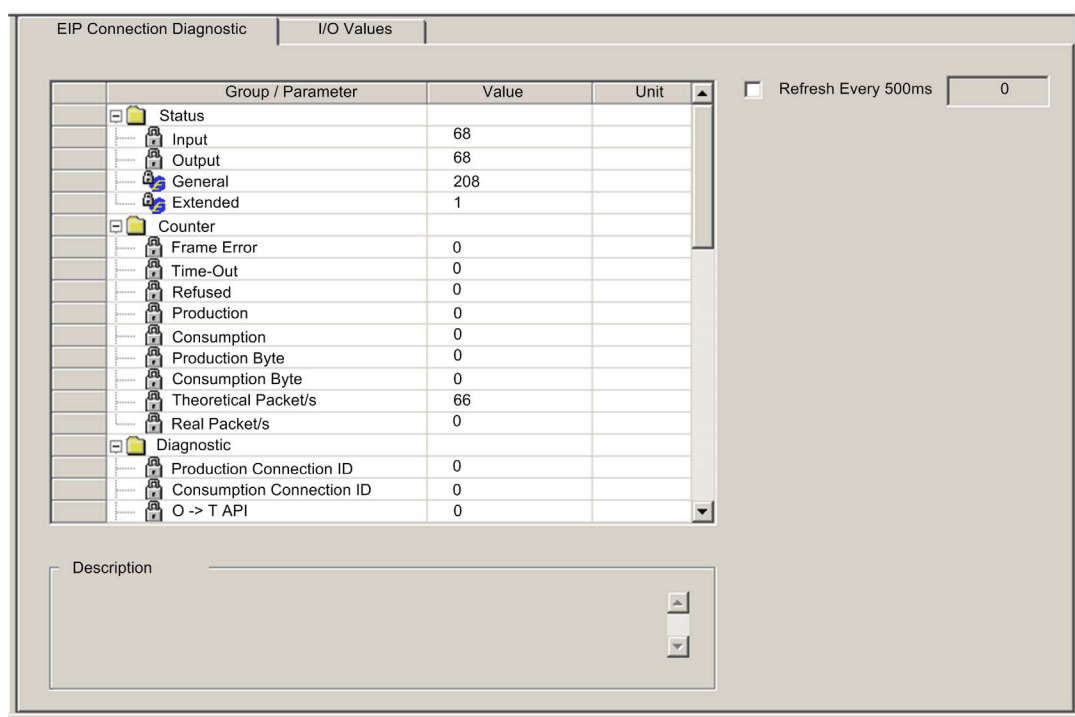 EIP Connection Diagnostic I/O Values
Group / Parameter Value Unit
Refresh Every 500ms 0
Status
Input 68
Output 68
General 208
Extended 1
Counter
Frame Error 0
Time-Out 0
Refused 0
Production 0
Consumption 0
Production Byte 0
Consumption Byte 0
Theoretical Packet/s 66
Real Packet/s 0
Diagnostic
Production Connection ID 0
Consumption Connection ID 0
O -> T API 0
Description